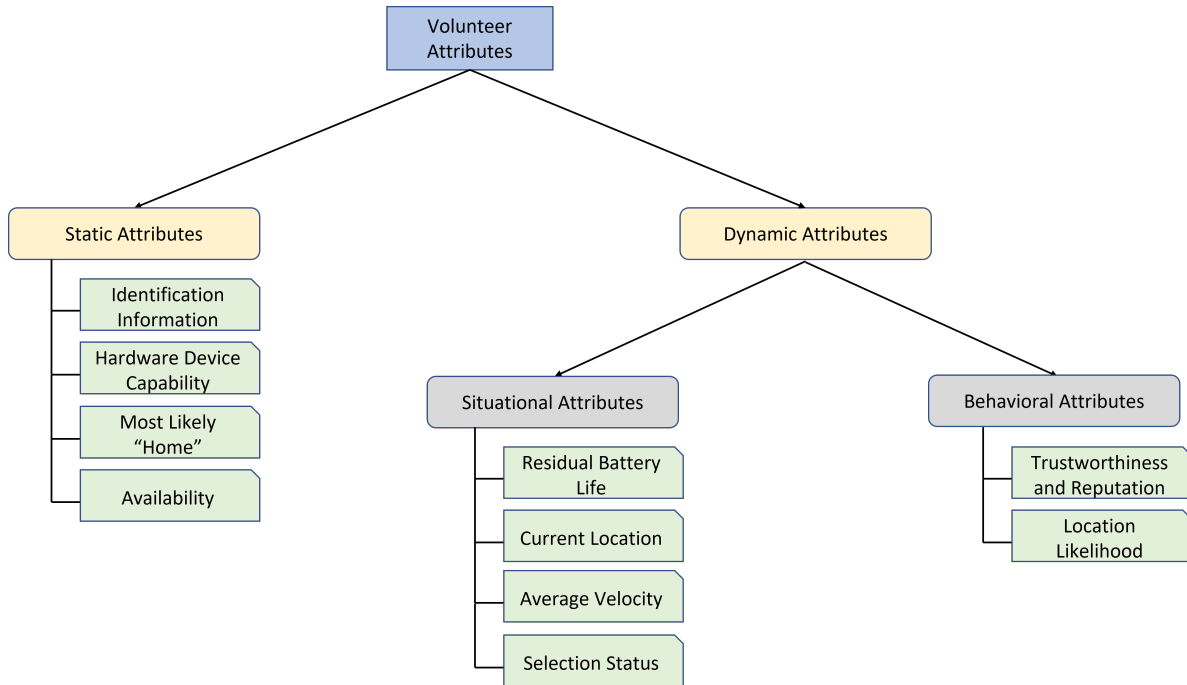 Volunteer
Attributes
Static Attributes
Dynamic Attributes
Identification
Information
Hardware Device
Capability
Most Likely
“Home”
Availability
Situational Attributes
Behavioral Attributes
Residual Battery
Life
Current Location
Average Velocity
Selection Status
Trustworthiness
and Reputation
Location
Likelihood